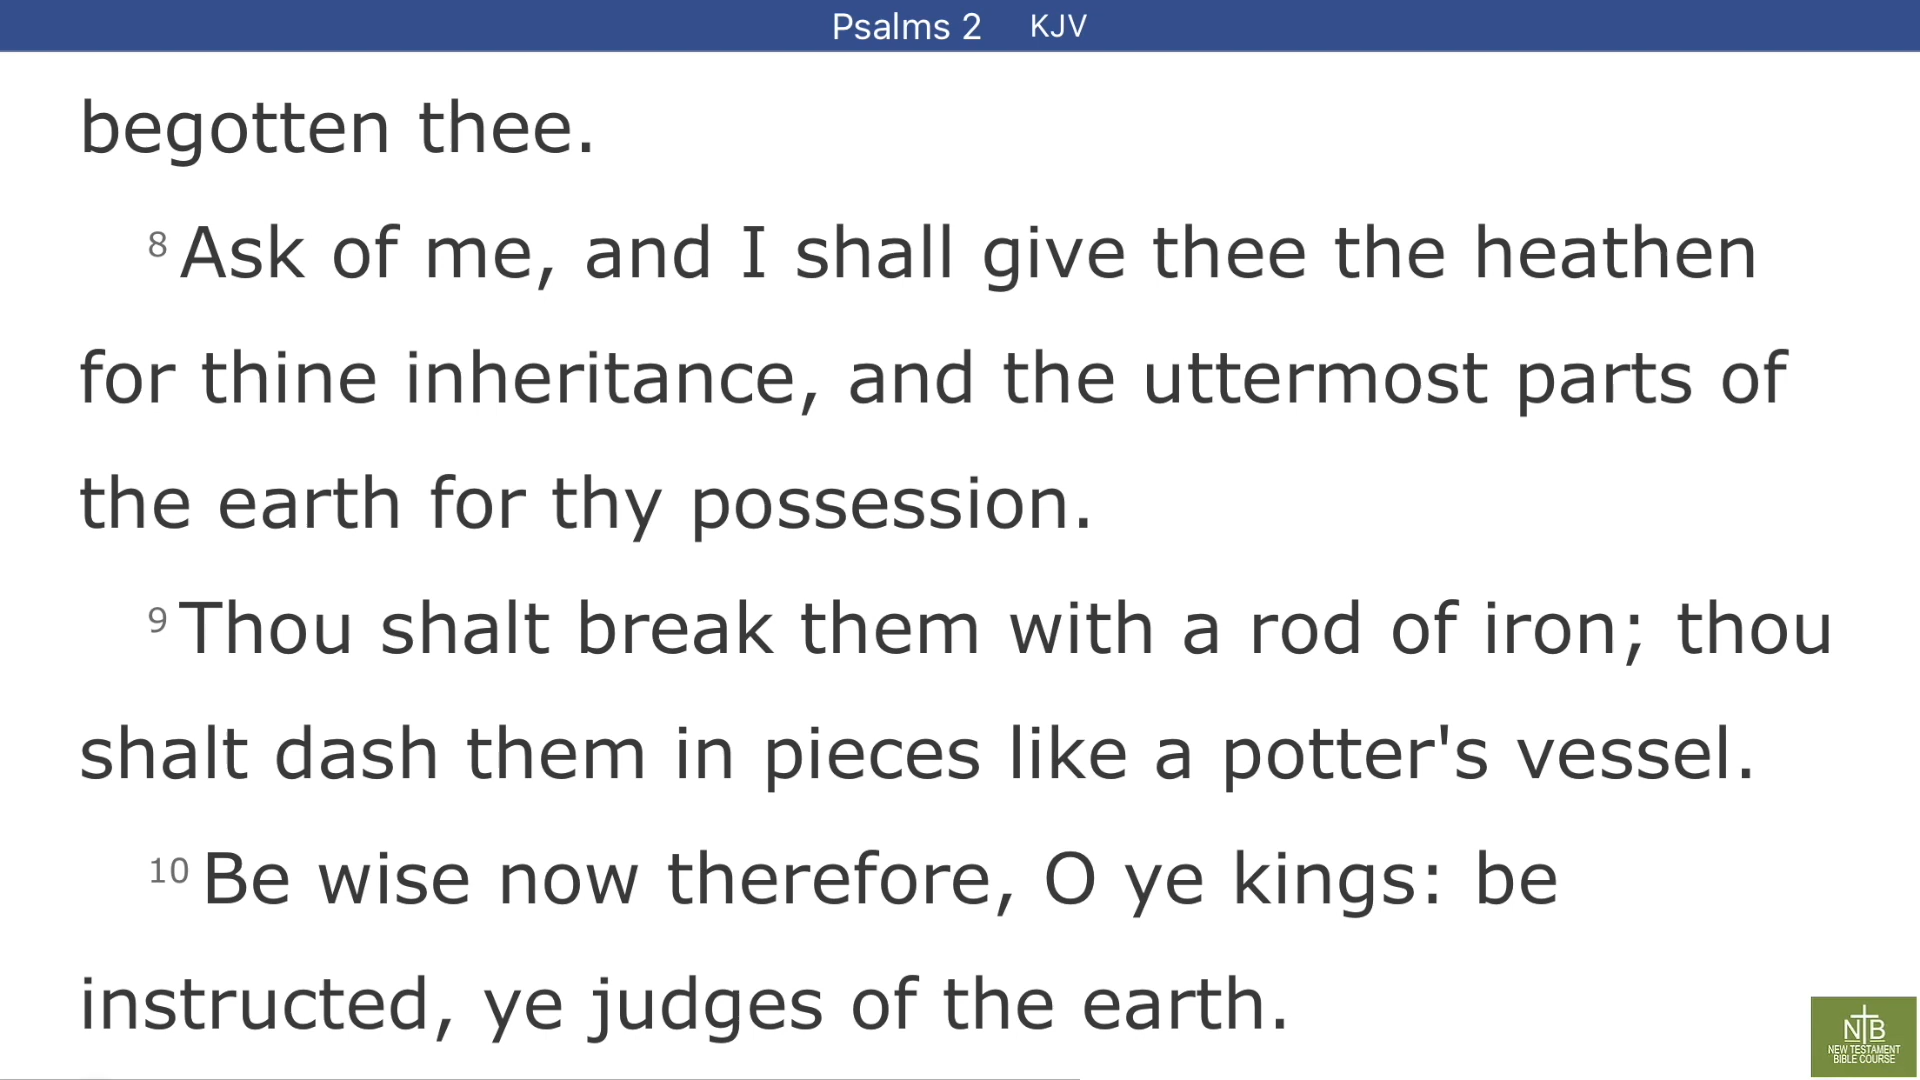 Psalms 2 KJV
begotten thee.
8 Ask of me, and I shall give thee the heathen
for thine inheritance, and the uttermost parts of
the earth for thy possession.
9 Thou shalt break them with a rod of iron; thou
shalt dash them in pieces like a potter's vessel.
10 Be wise now therefore, O ye kings: be
instructed, ye judges of the earth.
NTB
NEW TESTAMENT
BIBLE COURSE